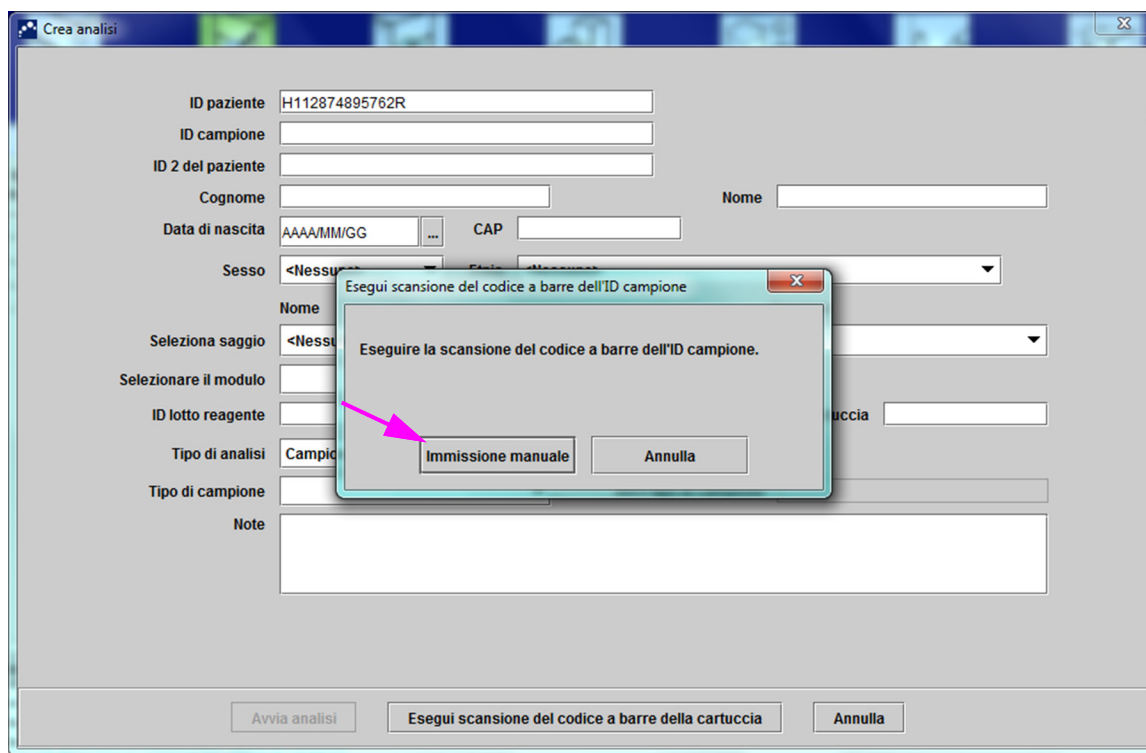 Crea analisi
ID paziente H112874895762R
ID campione
ID 2 del paziente
Cognome Nome
Data di nascita AAAA/MM/GG ... CAP
Sesso
Esegui scansione del codice a barre dell'ID campione
Nome
Seleziona saggio
Eseguire la scansione del codice a barre dell'ID campione.
Selezionare il modulo
ID lotto reagente
Tipo di analisi
Immissione manuale Annulla
Tipo di campione
Note
Avvia analisi Esegui scansione del codice a barre della cartuccia Annulla